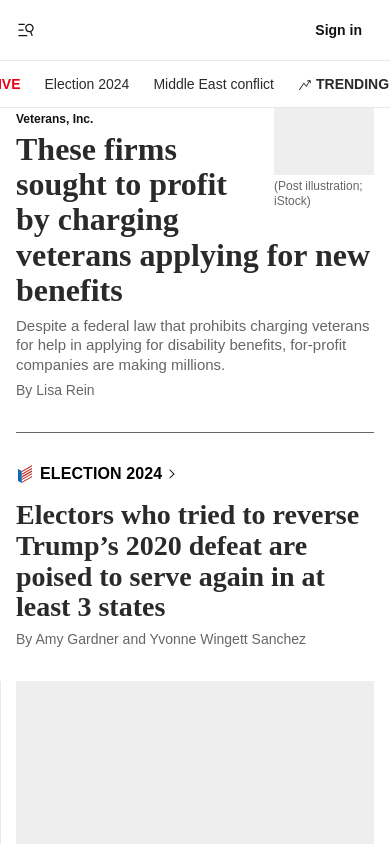 Sign in
IVE
Election 2024
Middle East conflict
TRENDING
Veterans, Inc.
These firms
sought to profit
by charging
veterans applying for new
benefits
(Post illustration;
iStock)
Despite a federal law that prohibits charging veterans
for help in applying for disability benefits, for-profit
companies are making millions.
By Lisa Rein
ELECTION 2024
Electors who tried to reverse
Trump’s 2020 defeat are
poised to serve again in at
least 3 states
By Amy Gardner and Yvonne Wingett Sanchez